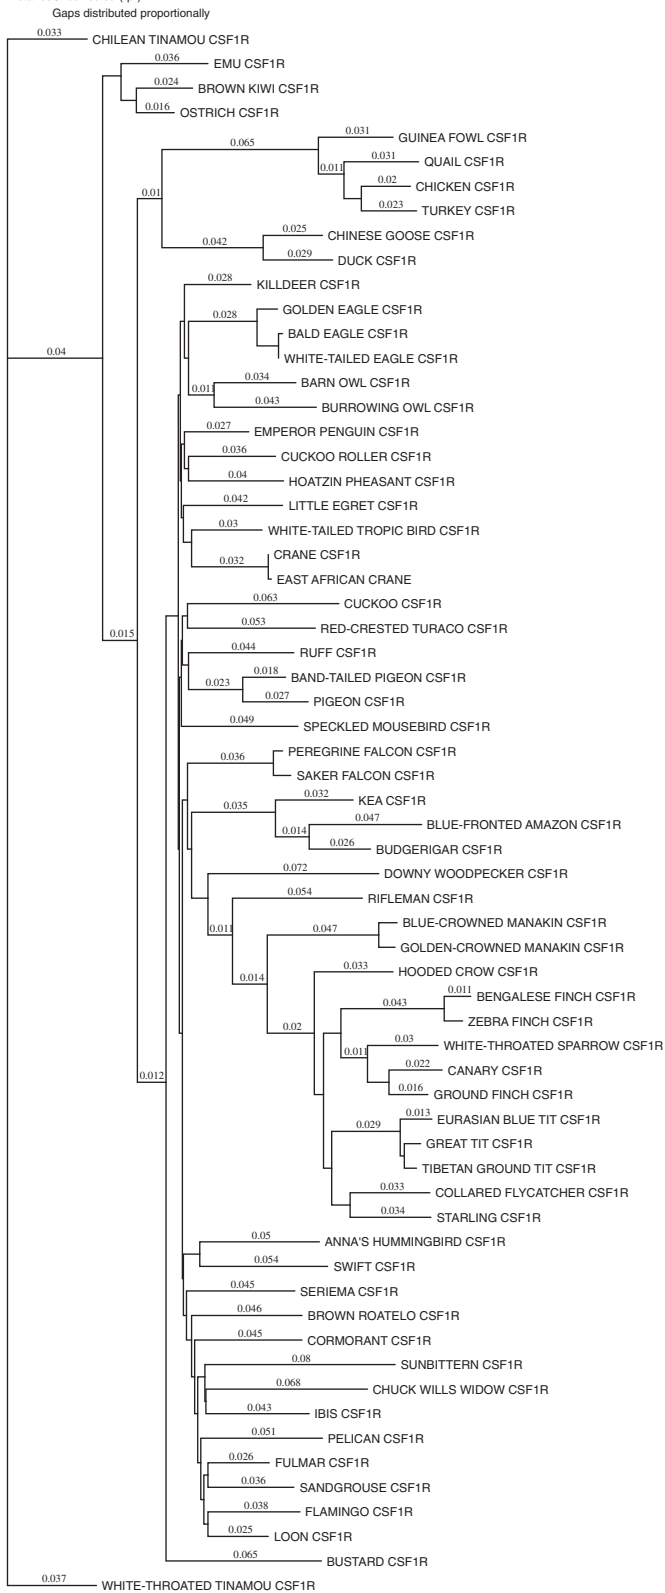 Gaps distributed proportionally
0.033 CHILEAN TINAMOU CSF1R
0.036 EMU CSF1R
0.024 BROWN KIWI CSF1R
0.016 OSTRICH CSF1R
0.031 GUINEA FOWL CSF1R
0.065
0.031 QUAIL CSF1R
0.011
0.02 CHICKEN CSF1R
0.01
0.023 TURKEY CSF1R
0.025 CHINESE GOOSE CSF1R
0.042
0.029 DUCK CSF1R
0.028 KILLDEER CSF1R
GOLDEN EAGLE CSF1R
0.028
BALD EAGLE CSF1R
0.04
WHITE-TAILED EAGLE CSF1R
0.034 BARN OWL CSF1R
0.011
0.043 BURROWING OWL CSF1R
0.027 EMPEROR PENGUIN CSF1R
0.036 CUCKOO ROLLER CSF1R
0.04 HOATZIN PHEASANT CSF1R
0.042 LITTLE EGRET CSF1R
0.03 WHITE-TAILED TROPIC BIRD CSF1R
CRANE CSF1R
0.032
EAST AFRICAN CRANE
0.063 CUCKOO CSF1R
0.053 RED-CRESTED TURACO CSF1R
0.015
0.044 RUFF CSF1R
0.018 BAND-TAILED PIGEON CSF1R
0.023
0.027 PIGEON CSF1R
0.049 SPECKLED MOUSEBIRD CSF1R
PEREGRINE FALCON CSF1R
0.036
SAKER FALCON CSF1R
0.032 KEA CSF1R
0.035
0.047 BLUE-FRONTED AMAZON CSF1R
0.014
0.026 BUDGERIGAR CSF1R
0.072 DOWNY WOODPECKER CSF1R
0.054 RIFLEMAN CSF1R
BLUE-CROWNED MANAKIN CSF1R
0.011
0.047
GOLDEN-CROWNED MANAKIN CSF1R
0.033 HOODED CROW CSF1R
0.014
0.011 BENGALESE FINCH CSF1R
0.043
ZEBRA FINCH CSF1R
0.02
0.03 WHITE-THROATED SPARROW CSF1R
0.011
0.022 CANARY CSF1R
0.012
0.016 GROUND FINCH CSF1R
0.013 EURASIAN BLUE TIT CSF1R
0.029
GREAT TIT CSF1R
TIBETAN GROUND TIT CSF1R
0.033 COLLARED FLYCATCHER CSF1R
0.034 STARLING CSF1R
0.05 ANNA'S HUMMINGBIRD CSF1R
0.054 SWIFT CSF1R
0.045 SERIEMA CSF1R
0.046 BROWN ROATELO CSF1R
0.045 CORMORANT CSF1R
0.08 SUNBITTERN CSF1R
0.068 CHUCK WILLS WIDOW CSF1R
0.043 IBIS CSF1R
0.051 PELICAN CSF1R
0.026 FULMAR CSF1R
0.036 SANDGROUSE CSF1R
0.038 FLAMINGO CSF1R
0.025 LOON CSF1R
0.065 BUSTARD CSF1R
0.037 WHITE-THROATED TINAMOU CSF1R